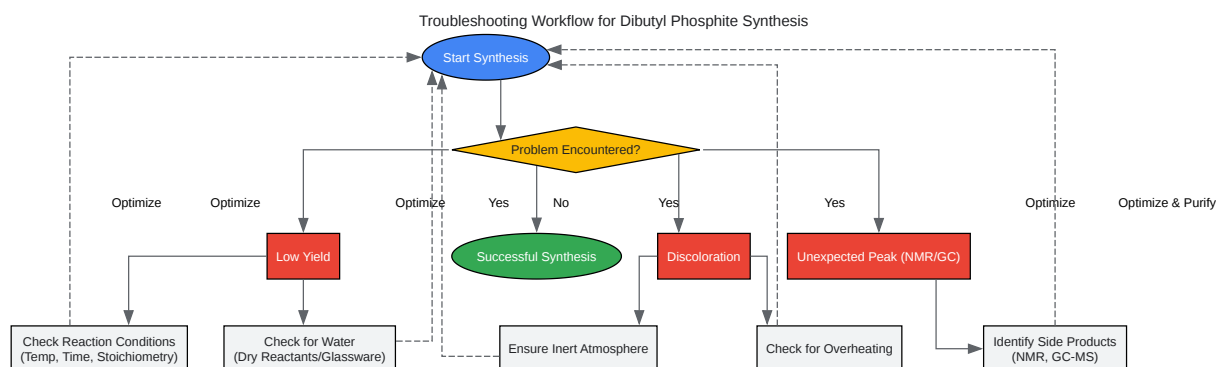 Troubleshooting Workflow for Dibutyl Phosphite Synthesis
Start Synthesis
Problem Encountered?
Optimize
Optimize
Optimize
Yes
No
Yes
Yes
Optimize
Optimize & Purify
Low Yield
Successful Synthesis
Discoloration
Unexpected Peak (NMR/GC)
Check Reaction Conditions
(Temp, Time, Stoichiometry)
Check for Water
(Dry Reactants/Glassware)
Ensure Inert Atmosphere
Check for Overheating
Identify Side Products
(NMR, GC-MS)